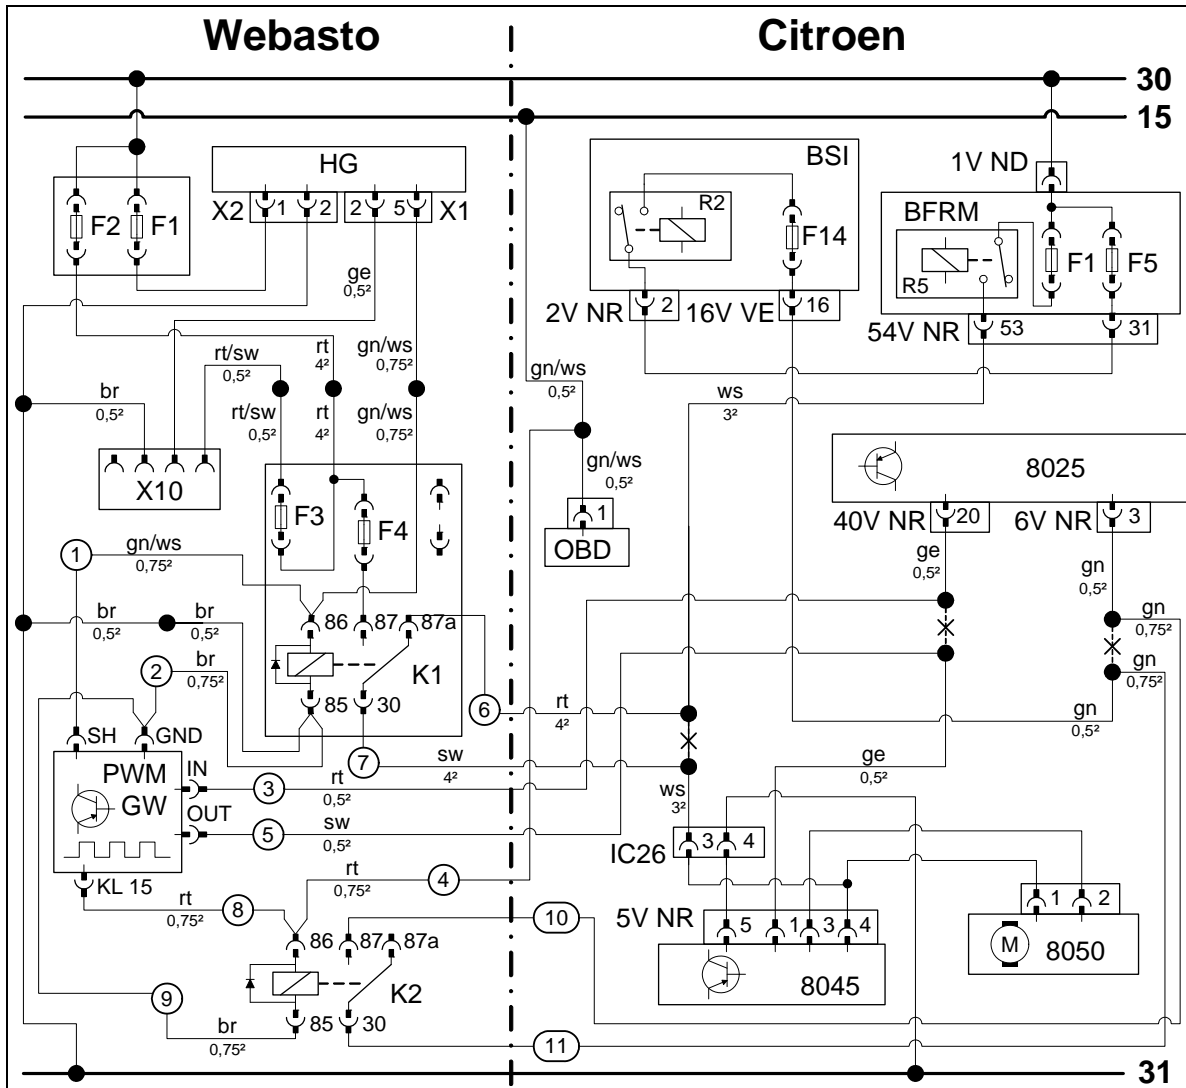 Webasto
Citroen
30
15
HG
X2 1 2 2 5 X1
F2 F1
BSI
R2
F14
2V NR 2
16V VE 16
1V ND
BFRM
R5
F1 F5
54V NR 53 31
ge
0,5²
rt/sw
0,5²
rt
4²
gn/ws
0,75²
gn/ws
0,5²
ws
3²
br
0,5²
rt/sw
0,5²
rt
4²
gn/ws
0,75²
gn/ws
0,5²
X10
F3
F4
1
OBD
8025
40V NR 20
6V NR 3
ge
0,5²
gn
0,5²
1
gn/ws
0,75²
br
0,5²
br
0,5²
86 87 87a
K1
85 30
gn
0,75²
gn
0,75²
2
br
0,75²
6
rt
4²
gn
0,5²
SH GND
PWM
GW
IN
OUT
KL 15
7
sw
4²
3
rt
0,5²
5
sw
0,5²
ge
0,5²
ws
3²
IC26 3 4
rt
0,75²
8
rt
0,75²
4
86 87 87a
K2
85 30
10
11
9
br
0,75²
5V NR 5 1 3 4
8045
1 2
M
8050
31